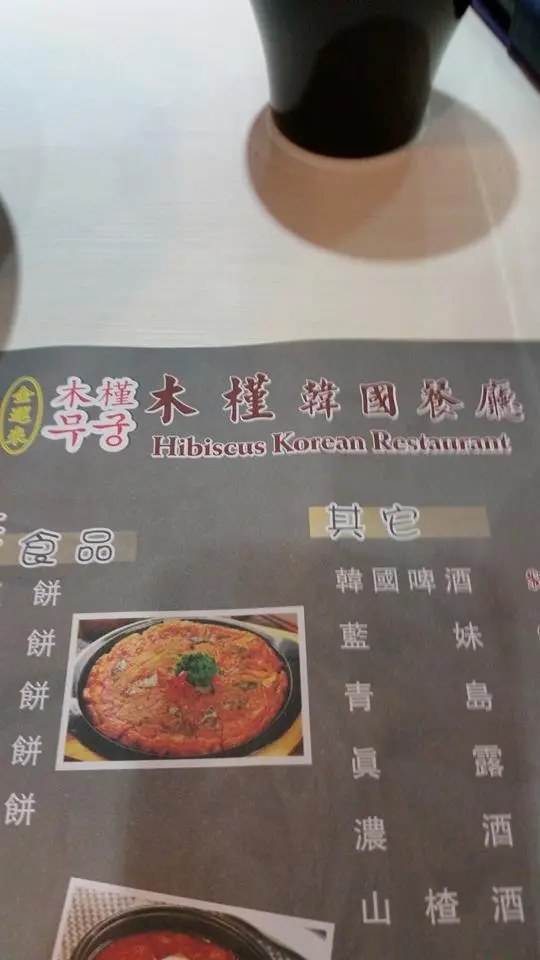 金達萊
木槿 木槿韓國餐廳
무궁 Hibiscus Korean Restaurant
食品
餅
餅
餅
餅
餅
其它
韓國啤酒
藍妹
青島
眞露
濃酒
山楂酒